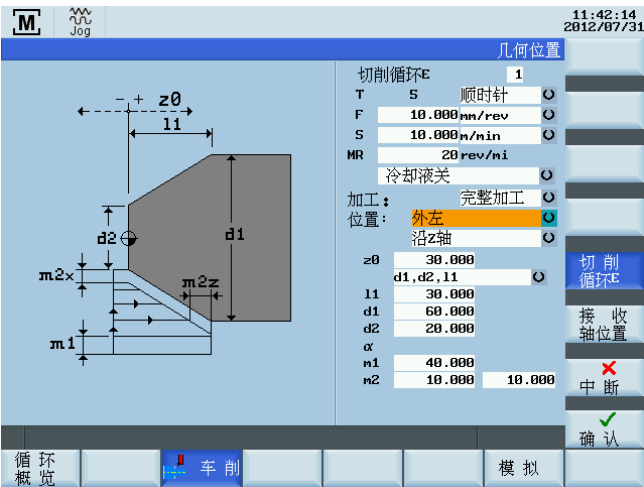 [M]
Jog
11:42:14
2012/07/31
几何位置
切削循环E 1
T S 顺时针
F 10.000 mm/rev
S 10.000 m/min
MR 20 rev/mi
冷却液关
加工: 完整加工
位置: 外左
沿z轴
z0 30.000
d1,d2,l1
l1 30.000
d1 60.000
d2 20.000
α
m1 40.000
m2 10.000 10.000
- + z0
l1
d2
d1
m2x
m2z
m1
切 削
循环E
接 收
轴位置
中 断
确 认
循 环
概 览
车 削
模 拟